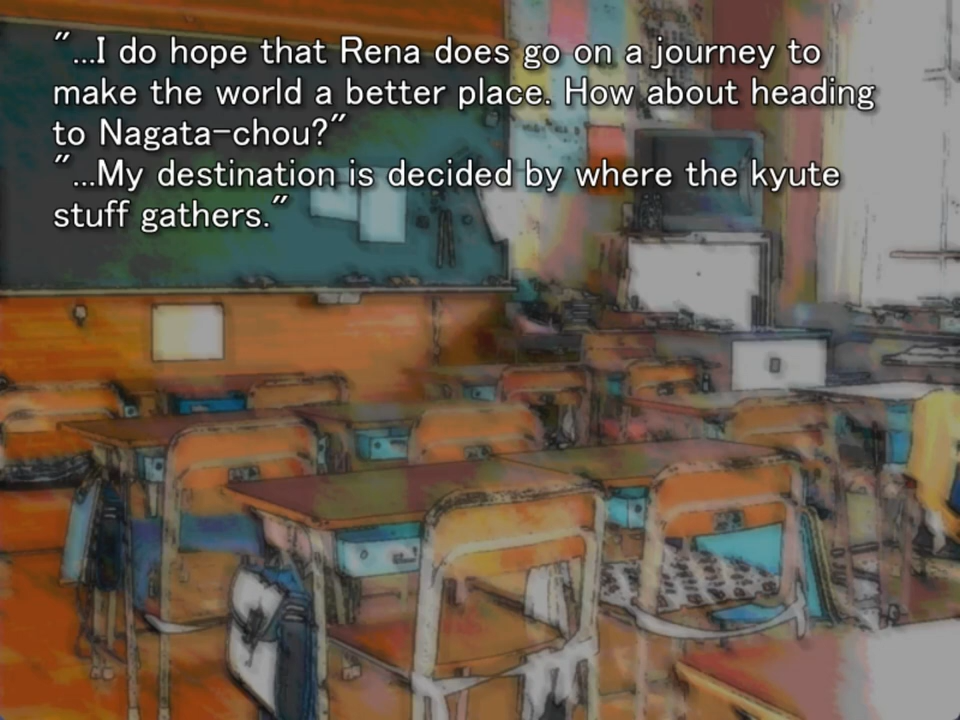 "...I do hope that Rena does go on a journey to
make the world a better place. How about heading
to Nagata-chou?"
"...My destination is decided by where the kyute
stuff gathers."